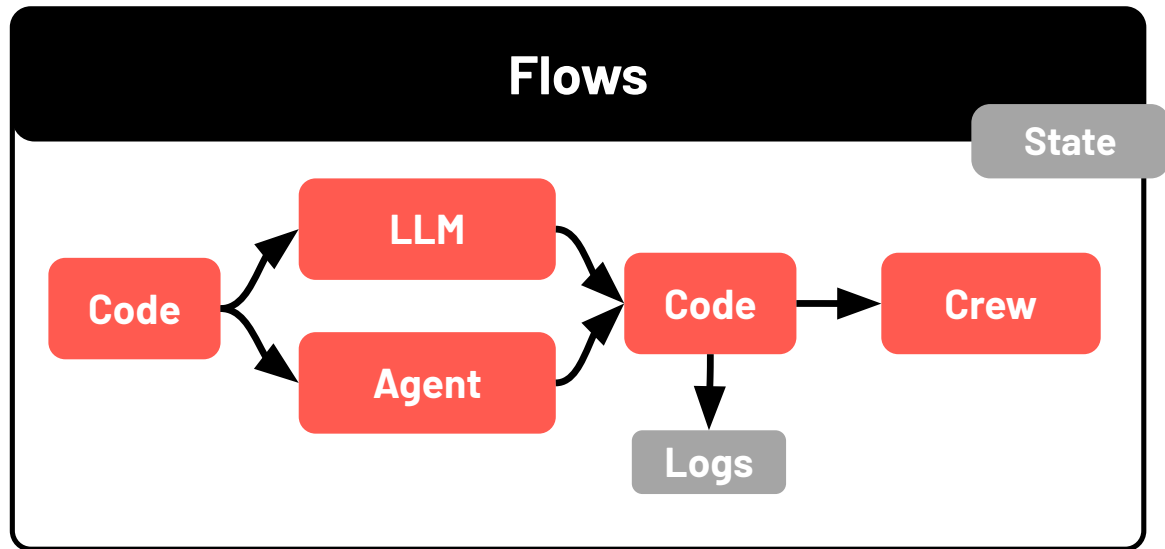 Flows
State
LLM
Code
Agent
Code
Crew
Logs